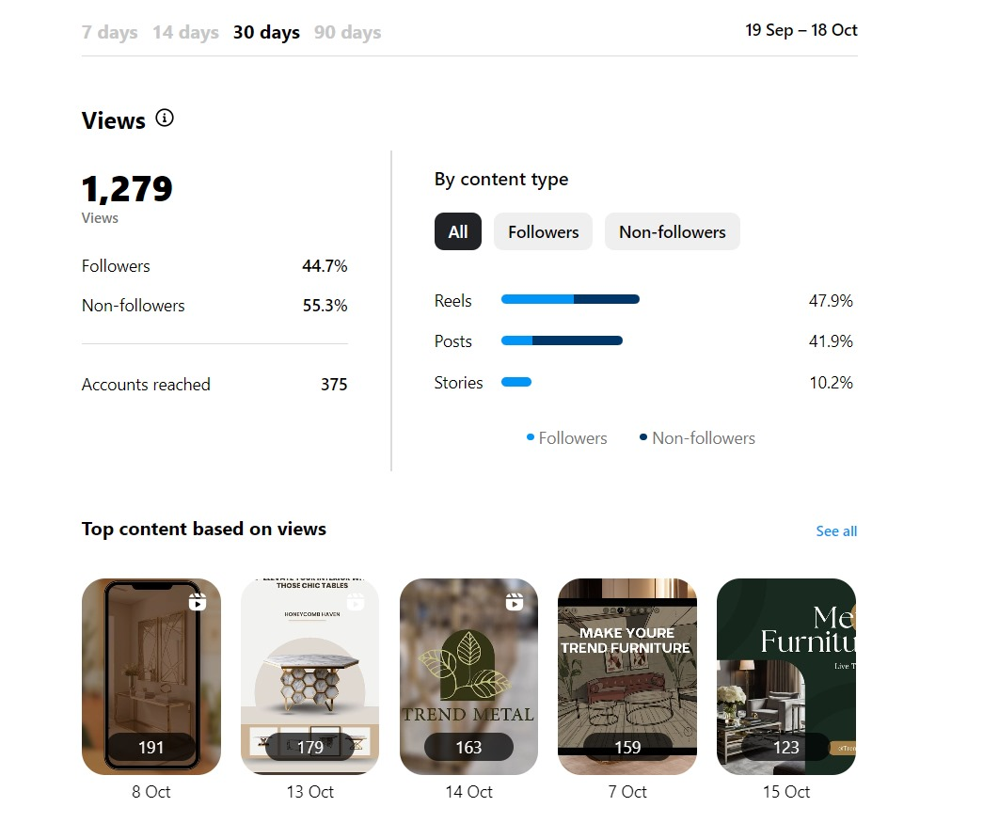 7 days 14 days 30 days 90 days 19 Sep – 18 Oct
Views
1,279
Views
Followers 44.7%
Non-followers 55.3%
Accounts reached 375
By content type
All Followers Non-followers
Reels 47.9%
Posts 41.9%
Stories 10.2%
Followers Non-followers
Top content based on views
See all
191
8 Oct
THOSE CHIC TABLES
HONEYCOMB HAVEN
179
13 Oct
TREND METAL
163
14 Oct
MAKE YOURE
TREND FURNITURE
159
7 Oct
Me
Furnitu
Live T
123
15 Oct